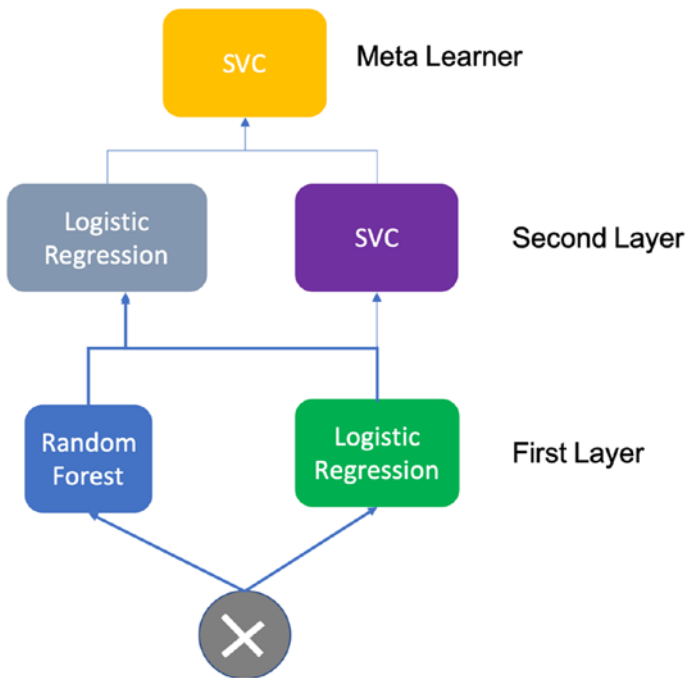 SVC
Meta Learner
Logistic
Regression
SVC
Second Layer
Random
Forest
Logistic
Regression
First Layer
X